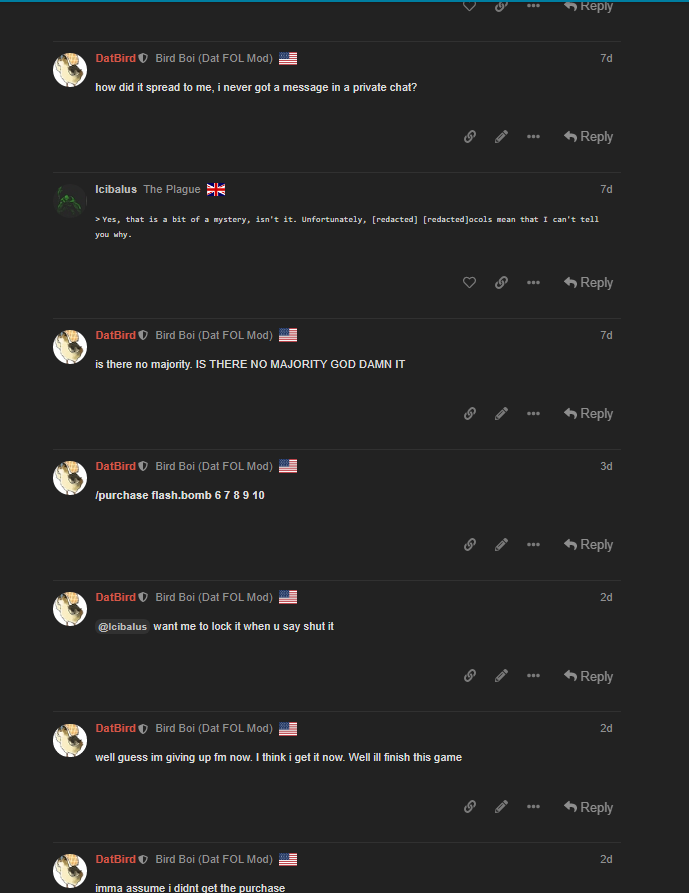 Reply
DatBird Bird Boi (Dat FOL Mod) 7d
how did it spread to me, i never got a message in a private chat?
Reply
Icibalus The Plague 7d
> Yes, that is a bit of a mystery, isn't it. Unfortunately, [redacted] [redacted]ocols mean that I can't tell
you why.
Reply
DatBird Bird Boi (Dat FOL Mod) 7d
is there no majority. IS THERE NO MAJORITY GOD DAMN IT
Reply
DatBird Bird Boi (Dat FOL Mod) 3d
/purchase flash.bomb 6 7 8 9 10
Reply
DatBird Bird Boi (Dat FOL Mod) 2d
@Icibalus want me to lock it when u say shut it
Reply
DatBird Bird Boi (Dat FOL Mod) 2d
well guess im giving up fm now. I think i get it now. Well ill finish this game
Reply
DatBird Bird Boi (Dat FOL Mod) 2d
imma assume i didnt get the purchase